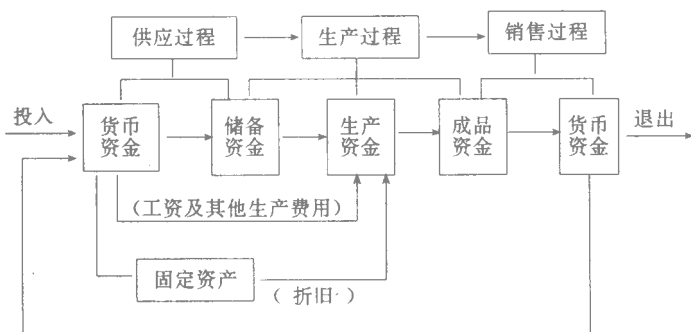 供应过程
生产过程
销售过程
投入
货币
资金
储备
资金
生产
资金
成品
资金
货币
资金
退出
(工资及其他生产费用)
固定资产
(折旧)